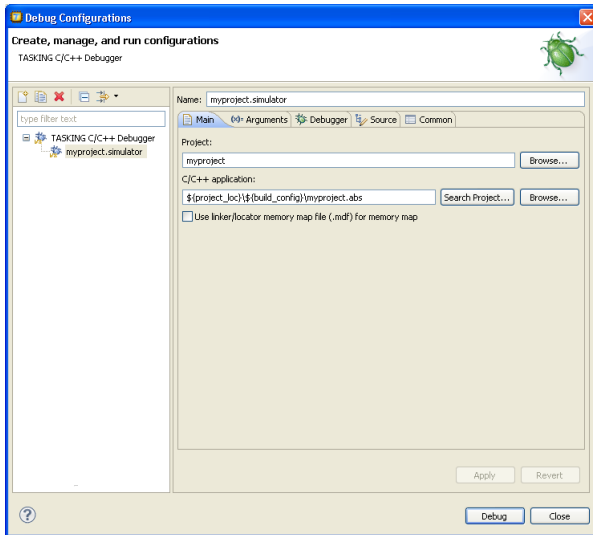 Debug Configurations
Create, manage, and run configurations
TASKING C/C++ Debugger
type filter text
TASKING C/C++ Debugger
myproject.simulator
Name: myproject.simulator
Main (x)= Arguments Debugger Source Common
Project:
myproject Browse...
C/C++ application:
${project_loc}\${build_config}\myproject.abs Search Project... Browse...
Use linker/locator memory map file (.mdf) for memory map
Apply Revert
? Debug Close